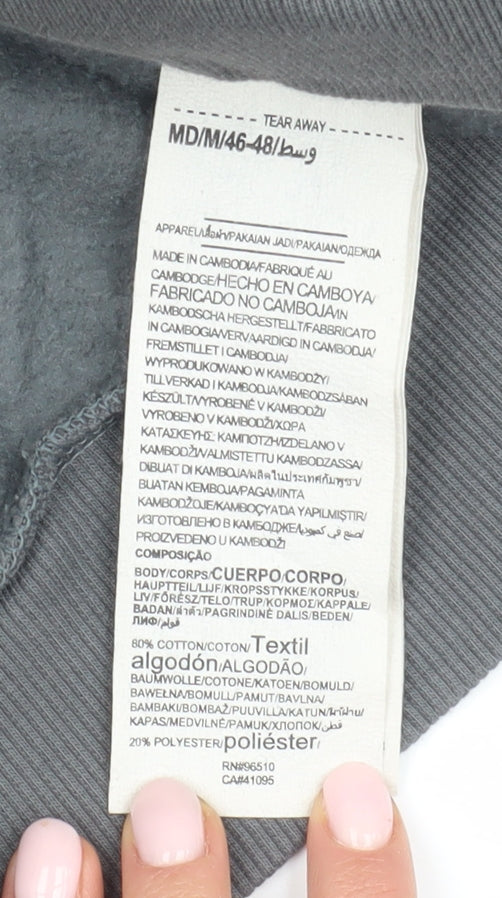 TEAR AWAY
MD/M/46-48/وسط
APPAREL/เสื้อผ้า/PAKAIAN JADI/PAKAIAN/ОДЕЖДА
MADE IN CAMBODIA/FABRIQUÉ AU
CAMBODGE/HECHO EN CAMBOYA/
FABRICADO NO CAMBOJA/IN
KAMBODSCHA HERGESTELLT/FABBRICATO
IN CAMBOGIA/VERVAARDIGD IN CAMBODJA/
FREMSTILLET I CAMBODJA/
WYPRODUKOWANO W KAMBODŻY/
TILLVERKAD I KAMBODJA/KAMBODZSÁBAN
KÉSZÜLT/VYROBENÉ V KAMBODŽI/
VYROBENO V KAMBODŽI/ΧΩΡΑ
ΚΑΤΑΣΚΕΥΗΣ: ΚΑΜΠΟΤΖΗ/IZDELANO V
KAMBODŽI/VALMISTETTU KAMBODZASSA/
DIBUAT DI KAMBOJA/ผลิตในประเทศกัมพูชา/
BUATAN KEMBOJA/PAGAMINTA
KAMBODŽOJE/KAMBOÇYA'DA YAPILMIŞTIR/
ИЗГОТОВЛЕНО В КАМБОДЖЕ/صنع في كمبوديا/
PROIZVEDENO U KAMBODŽI
COMPOSIÇÃO
BODY/CORPS/CUERPO/CORPO/
HAUPTTEIL/LIJF/KROPSSTYKKE/KORPUS/
LIV/FŐRÉSZ/TELO/TRUP/ΚΟΡΜΟΣ/KAPPALE/
BADAN/ลำตัว/PAGRINDINĖ DALIS/BEDEN/
ЛИФ/قوام/
80% COTTON/COTON/Textil
algodón/ALGODÃO/
BAUMWOLLE/COTONE/KATOEN/BOMULD/
BAWEŁNA/BOMULL/PAMUT/BAVLNA/
BAMBAKI/BOMBAŽ/PUUVILLA/KATUN/ผ้าฝ้าย/
KAPAS/MEDVILNĖ/PAMUK/ХЛОПОК/قطن/
20% POLYESTER/poliéster/
RN#96510
CA#41095